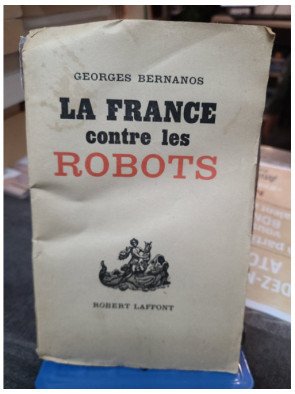 GEORGES BERNANOS
LA FRANCE
contre les
ROBOTS
ROBERT LAFFONT